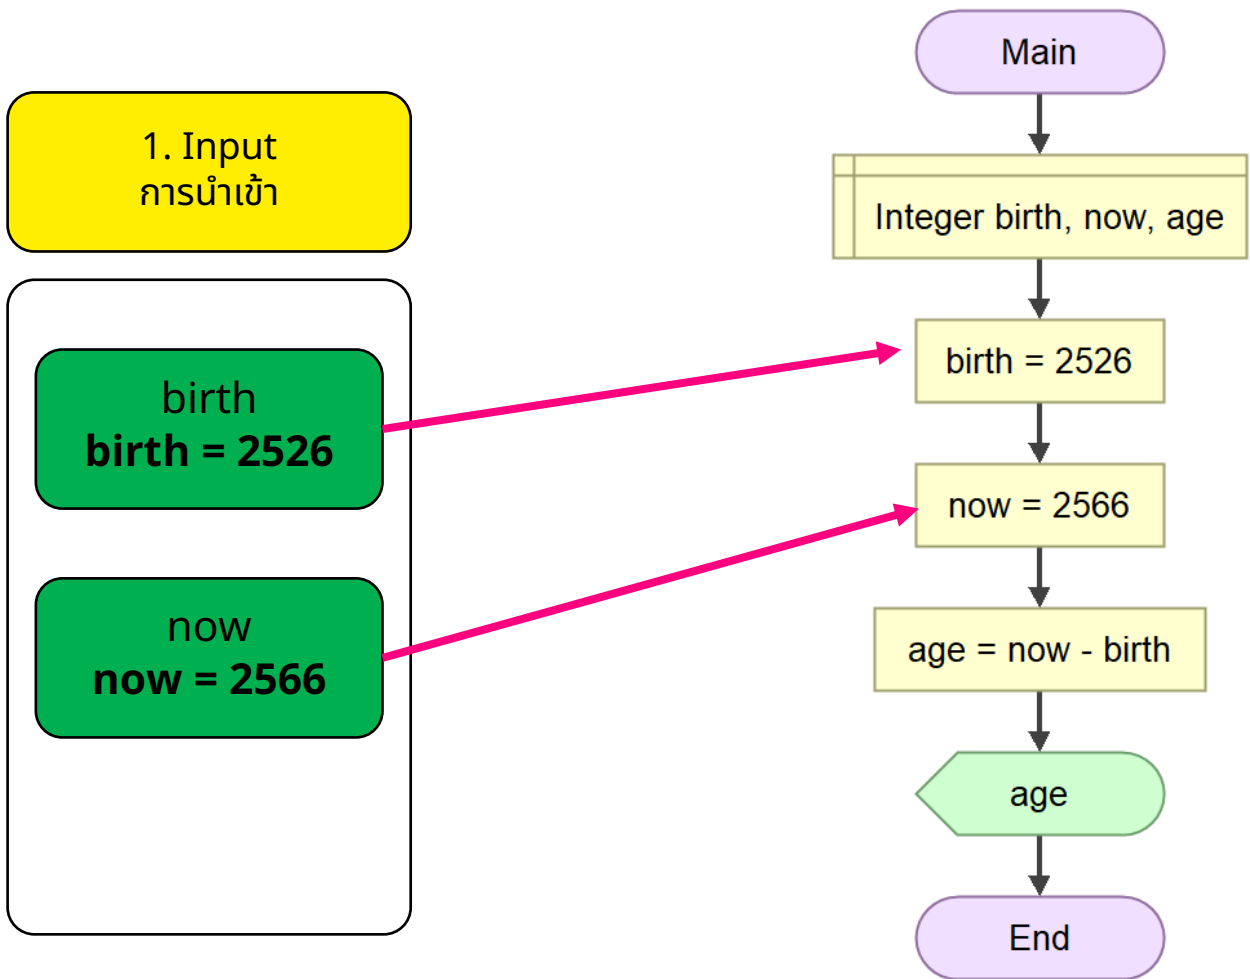 1. Input
การนำเข้า
birth
birth = 2526
now
now = 2566
Main
Integer birth, now, age
birth = 2526
now = 2566
age = now - birth
age
End